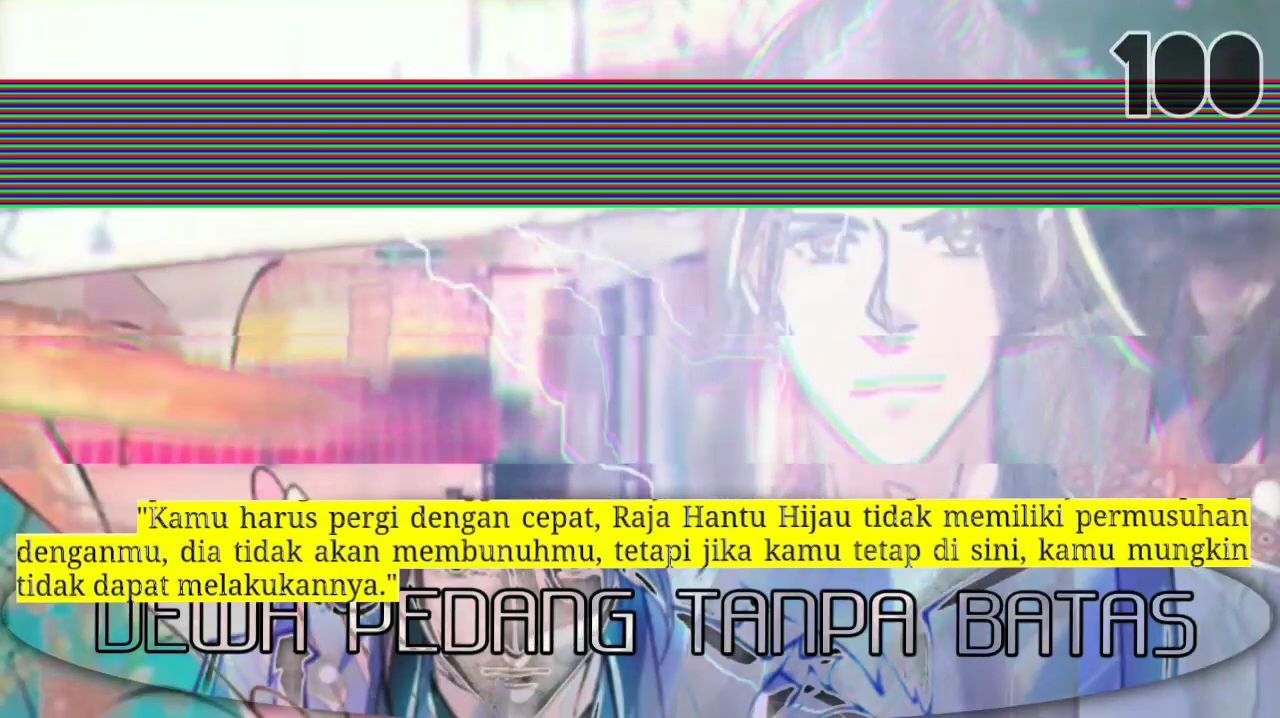 100
"Kamu harus pergi dengan cepat, Raja Hantu Hijau tidak memiliki permusuhan
denganmu, dia tidak akan membunuhmu, tetapi jika kamu tetap di sini, kamu mungkin
tidak dapat melakukannya."
DEWA PEDANG TANPA BATAS